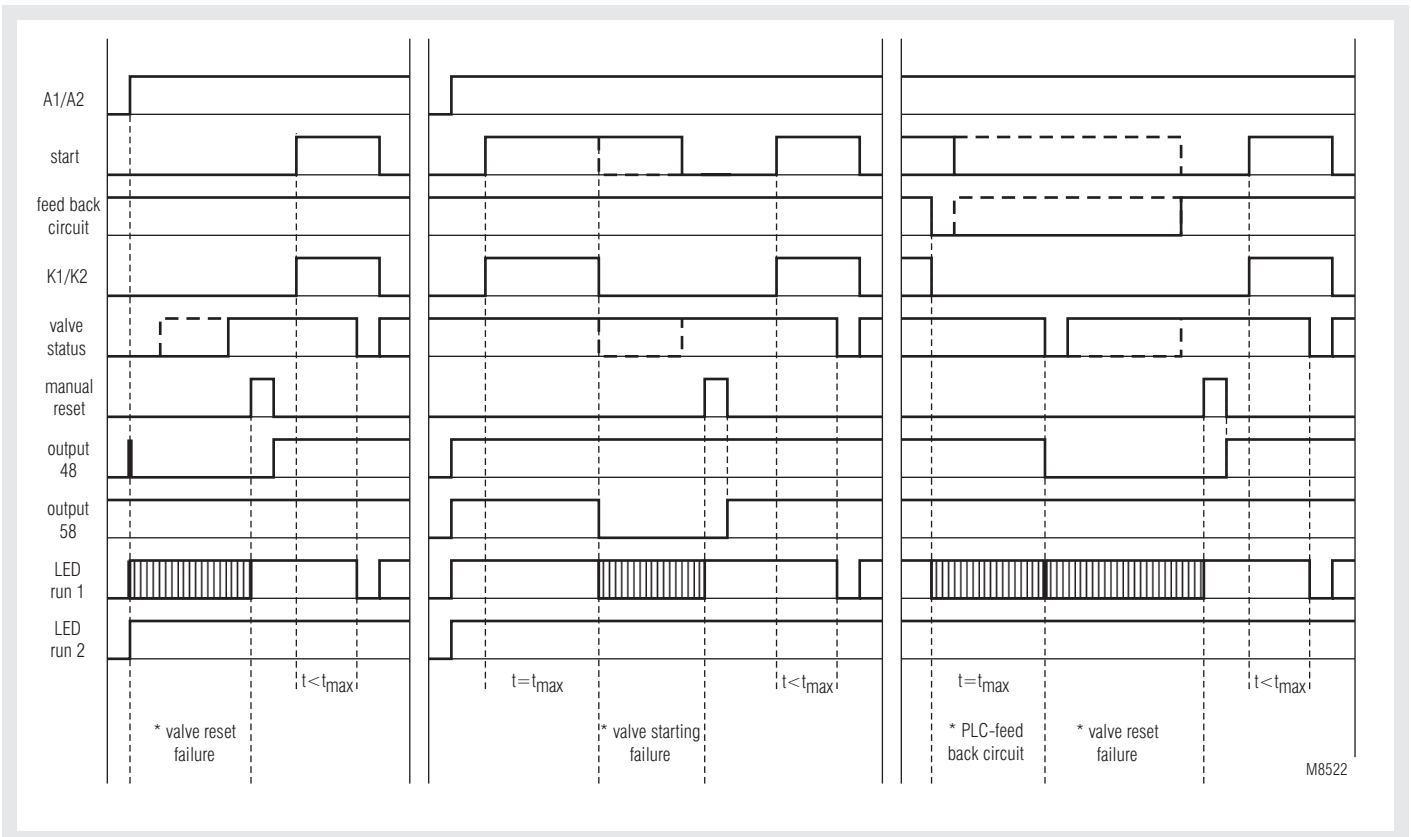 A1/A2
start
feed back
circuit
K1/K2
valve
status
manual
reset
output
48
output
58
LED
run 1
LED
run 2
t<tmax
t=tmax
t<tmax
t=tmax
t<tmax
* valve reset
failure
* valve starting
failure
* PLC-feed
back circuit
* valve reset
failure
M8522